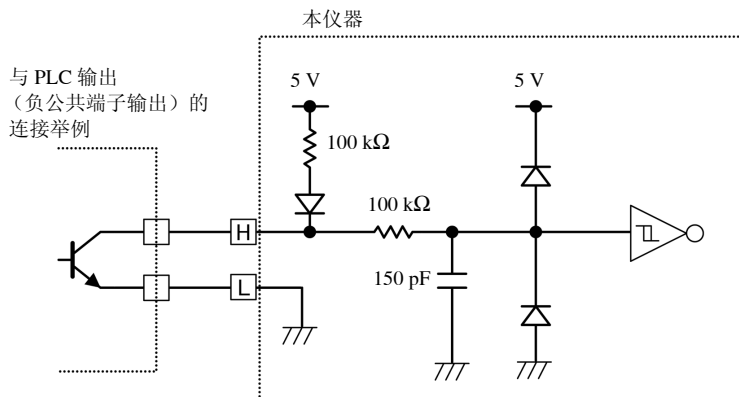 本仪器
与 PLC 输出
（负公共端子输出）的
连接举例
5 V
5 V
100 kΩ
100 kΩ
H
150 pF
L